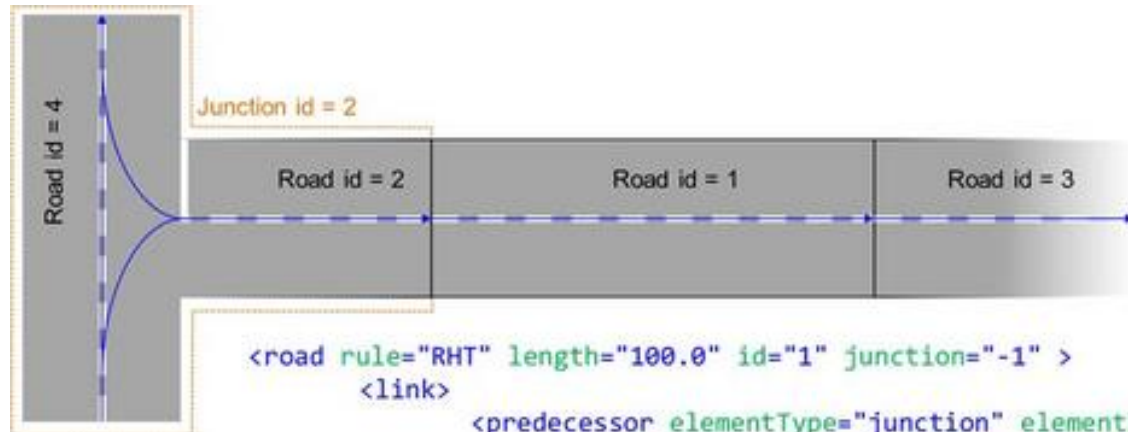 Road id = 4
Junction id = 2
Road id = 2
Road id = 1
Road id = 3
<road rule="RHT" length="100.0" id="1" junction="-1" >
<link>
<predecessor elementType="junction" element